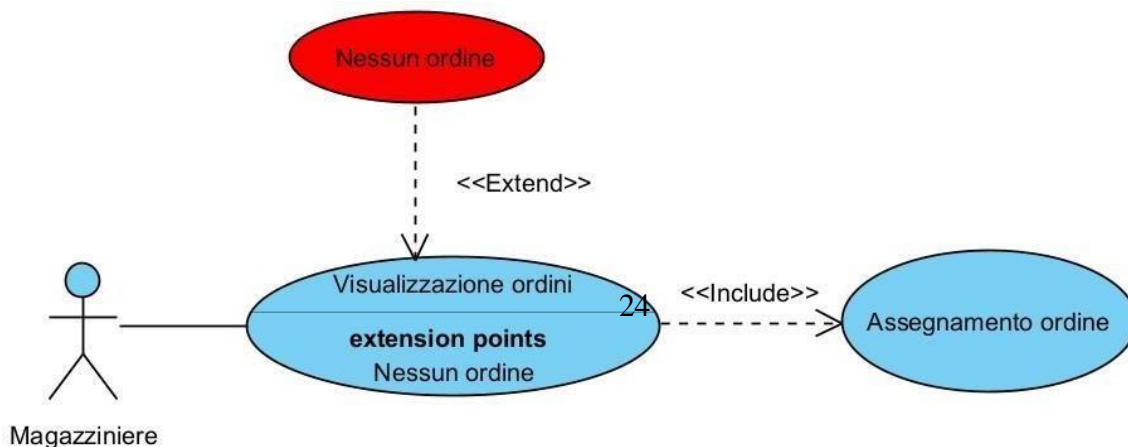 Nessun ordine
<<Extend>>
Visualizzazione ordini
24
<<Include>>
extension points
Nessun ordine
Assegnamento ordine
Magazziniere